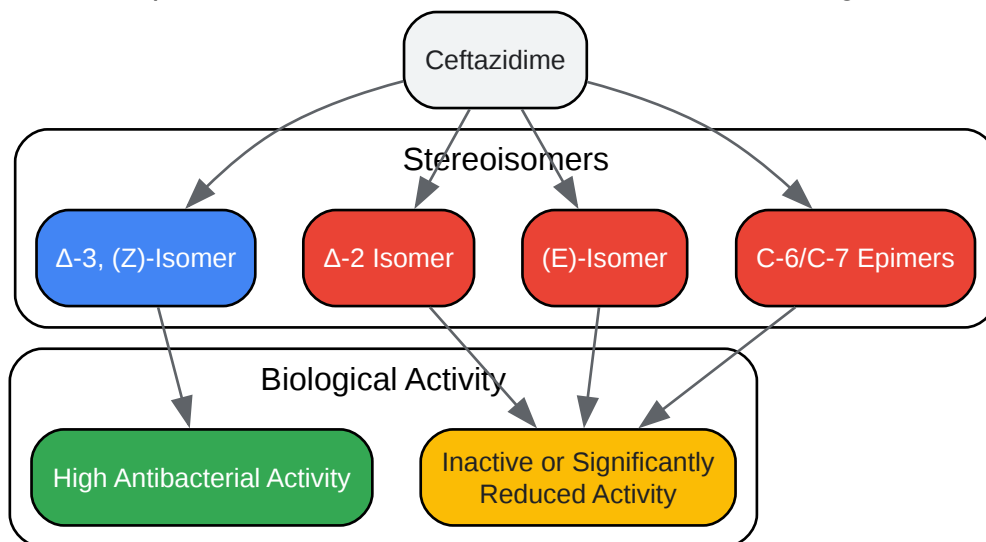 Ceftazidime
Stereoisomers
Δ-3, (Z)-Isomer
Δ-2 Isomer
(E)-Isomer
C-6/C-7 Epimers
Biological Activity
High Antibacterial Activity
Inactive or Significantly
Reduced Activity